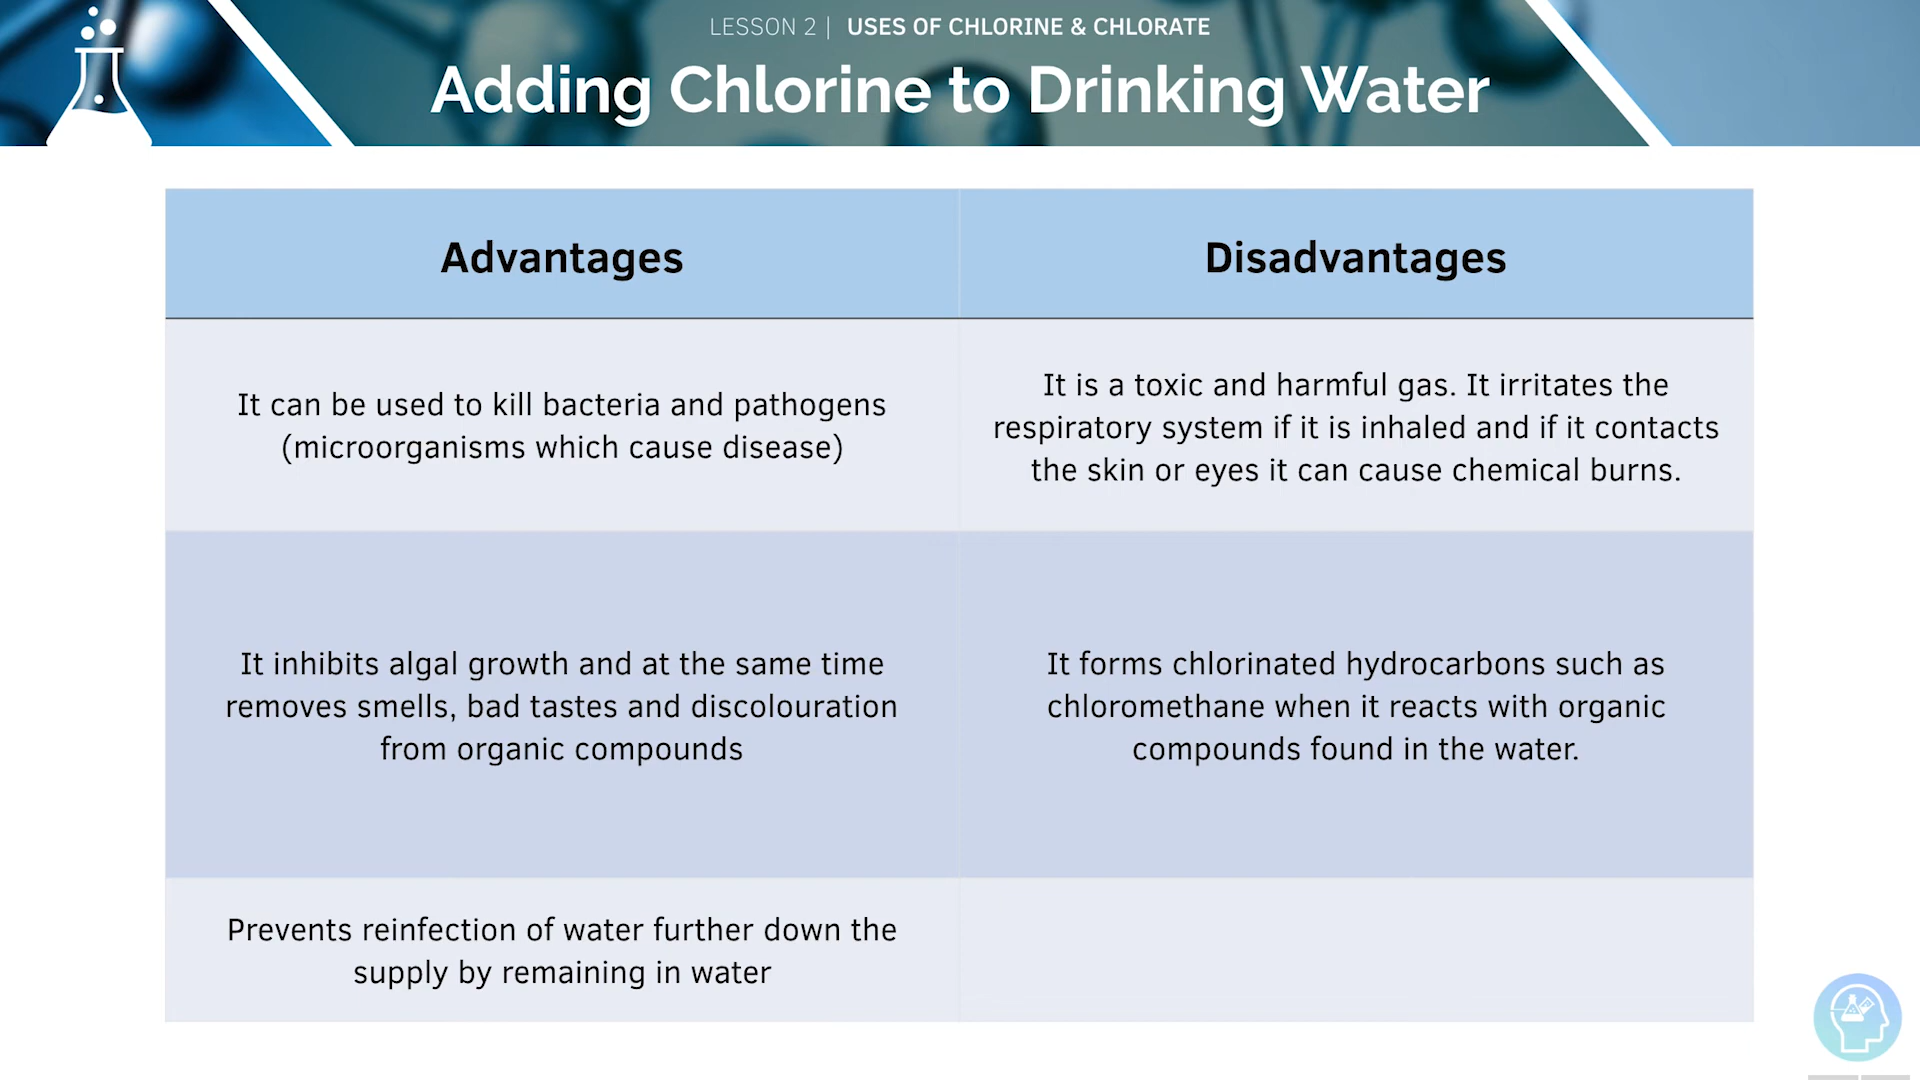 LESSON 2 | USES OF CHLORINE & CHLORATE
Adding Chlorine to Drinking Water
Advantages
Disadvantages
It can be used to kill bacteria and pathogens
(microorganisms which cause disease)
It is a toxic and harmful gas. It irritates the
respiratory system if it is inhaled and if it contacts
the skin or eyes it can cause chemical burns.
It inhibits algal growth and at the same time
removes smells, bad tastes and discolouration
from organic compounds
It forms chlorinated hydrocarbons such as
chloromethane when it reacts with organic
compounds found in the water.
Prevents reinfection of water further down the
supply by remaining in water